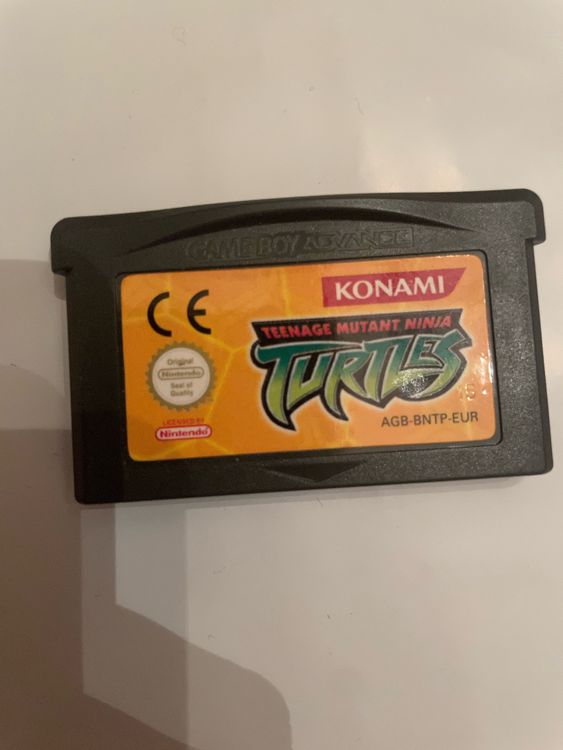 GAME BOY ADVANCE
KONAMI
CE
TEENAGE MUTANT NINJA
TURTLES
Original
Nintendo
Seal of
Quality
LICENSED BY
Nintendo
AGB-BNTP-EUR